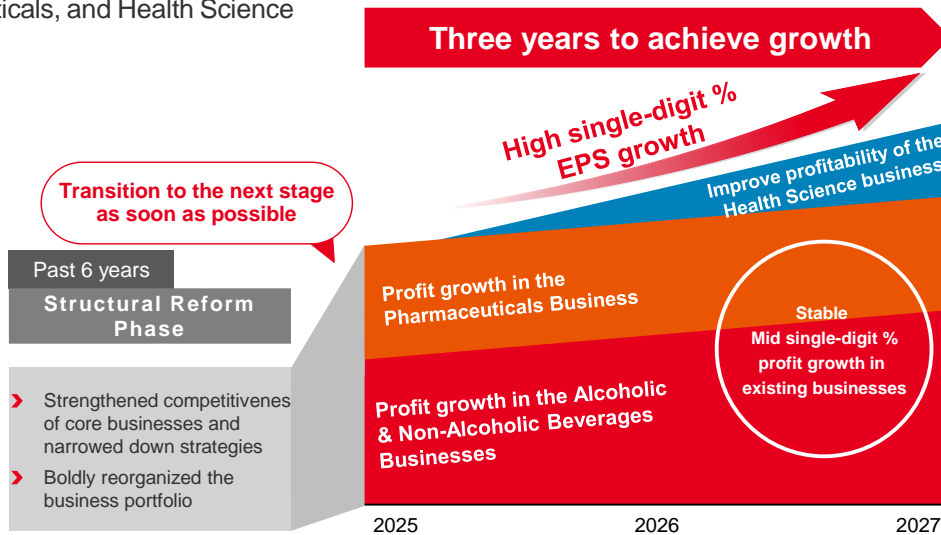 ticals, and Health Science
Three years to achieve growth
High single-digit %
EPS growth
Improve profitability of the
Health Science business
Transition to the next stage
as soon as possible
Past 6 years
Structural Reform
Phase
Profit growth in the
Pharmaceuticals Business
Stable
Mid single-digit %
profit growth in
existing businesses
Strengthened competitivenes
of core businesses and
narrowed down strategies
Boldly reorganized the
business portfolio
Profit growth in the Alcoholic
& Non-Alcoholic Beverages
Businesses
2025
2026
2027